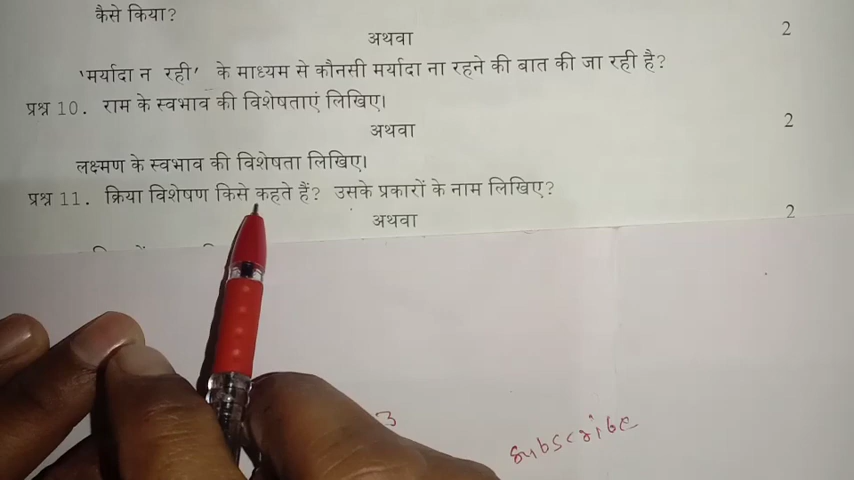 कैसे किया?
अथवा 2
'मर्यादा न रही' के माध्यम से कौनसी मर्यादा ना रहने की बात की जा रही है?
प्रश्न 10. राम के स्वभाव की विशेषताएं लिखिए।
अथवा 2
लक्ष्मण के स्वभाव की विशेषता लिखिए।
प्रश्न 11. क्रिया विशेषण किसे कहते हैं? उसके प्रकारों के नाम लिखिए?
अथवा 2
3
Subscribe